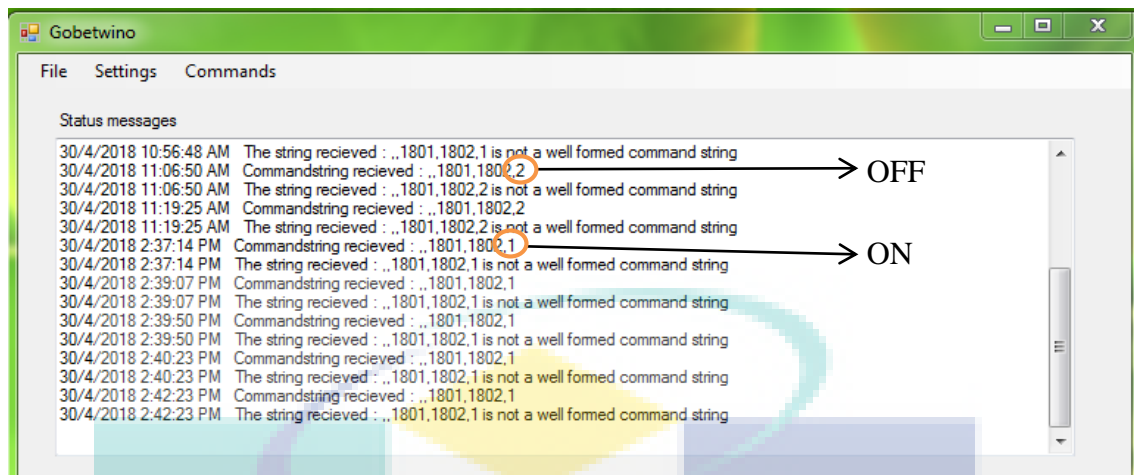 Gobetwino
File Settings Commands
Status messages
30/4/2018 10:56:48 AM The string recieved : ,,1801,1802,1 is not a well formed command string
30/4/2018 11:06:50 AM Commandstring recieved : ,,1801,1802,2
OFF
30/4/2018 11:06:50 AM The string recieved : ,,1801,1802,2 is not a well formed command string
30/4/2018 11:19:25 AM Commandstring recieved : ,,1801,1802,2
30/4/2018 11:19:25 AM The string recieved : ,,1801,1802,2 is not a well formed command string
30/4/2018 2:37:14 PM Commandstring recieved : ,,1801,1802,1
ON
30/4/2018 2:37:14 PM The string recieved : ,,1801,1802,1 is not a well formed command string
30/4/2018 2:39:07 PM Commandstring recieved : ,,1801,1802,1
30/4/2018 2:39:07 PM The string recieved : ,,1801,1802,1 is not a well formed command string
30/4/2018 2:39:50 PM Commandstring recieved : ,,1801,1802,1
30/4/2018 2:39:50 PM The string recieved : ,,1801,1802,1 is not a well formed command string
30/4/2018 2:40:23 PM Commandstring recieved : ,,1801,1802,1
30/4/2018 2:40:23 PM The string recieved : ,,1801,1802,1 is not a well formed command string
30/4/2018 2:42:23 PM Commandstring recieved : ,,1801,1802,1
30/4/2018 2:42:23 PM The string recieved : ,,1801,1802,1 is not a well formed command string